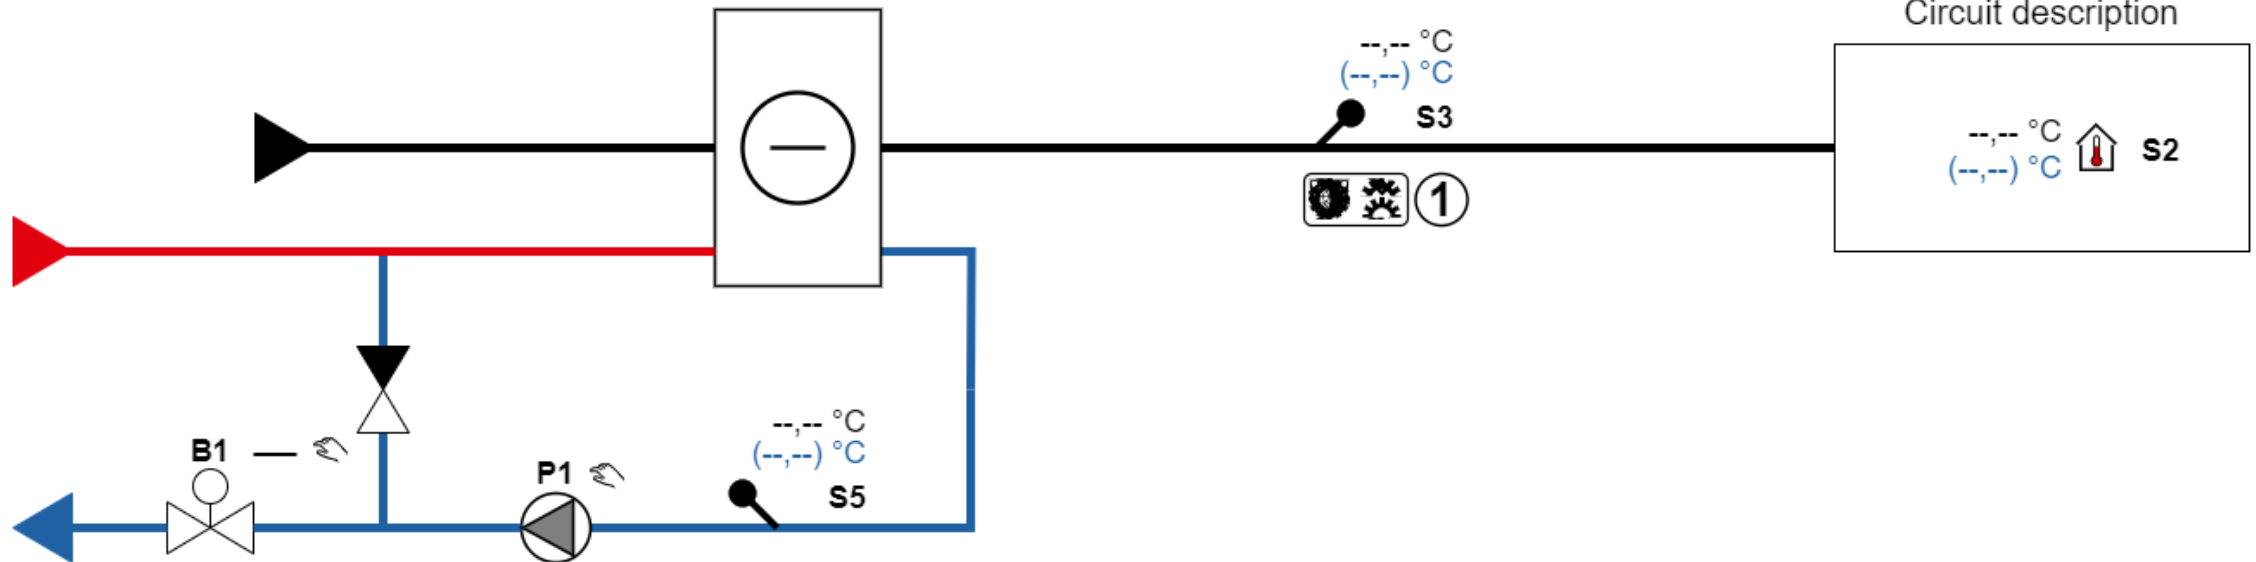 Circuit description
--,-- °C
(--,--) °C
S3
--,-- °C
(--,--) °C
S2
1
--,-- °C
(--,--) °C
S5
B1
P1